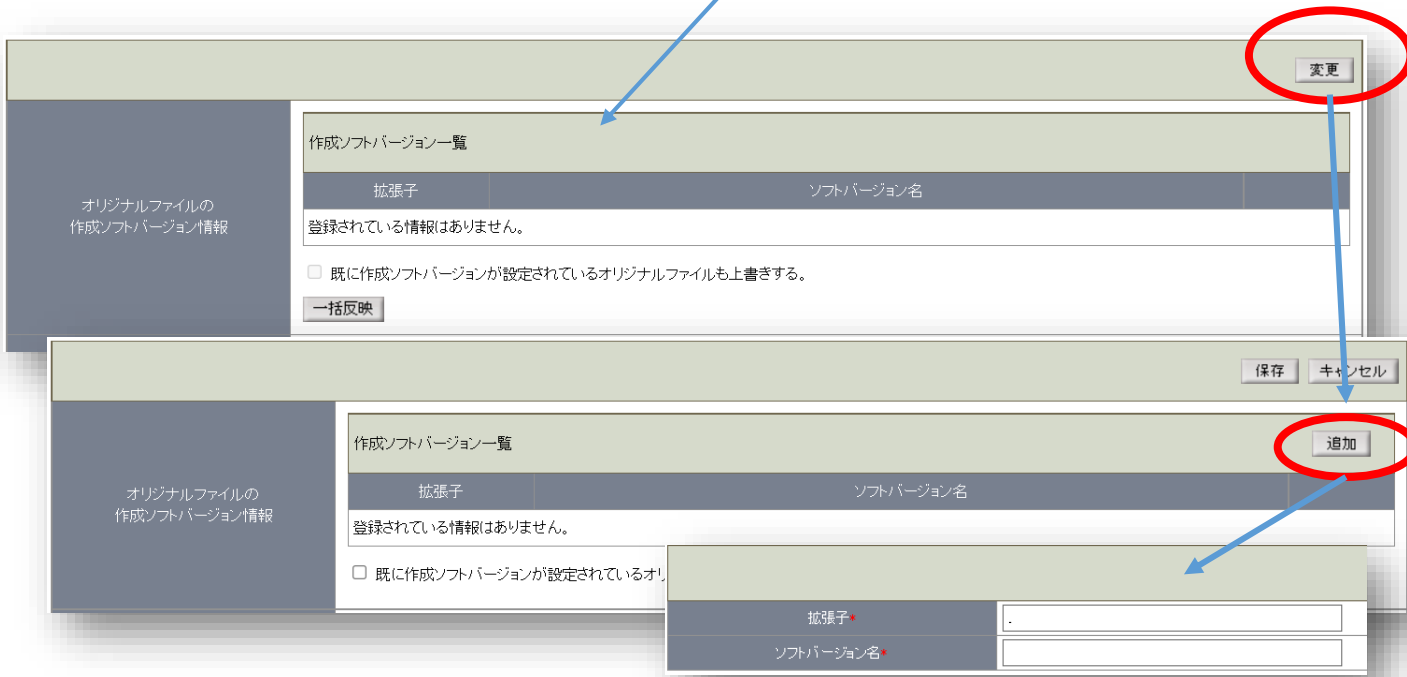 変更
作成ソフトバージョン一覧
拡張子 ソフトバージョン名
オリジナルファイルの
作成ソフトバージョン情報
登録されている情報はありません。
既に作成ソフトバージョンが設定されているオリジナルファイルも上書きする。
一括反映
保存 キャンセル
作成ソフトバージョン一覧 追加
拡張子 ソフトバージョン名
オリジナルファイルの
作成ソフトバージョン情報
登録されている情報はありません。
既に作成ソフトバージョンが設定されているオリ
拡張子* .
ソフトバージョン名*